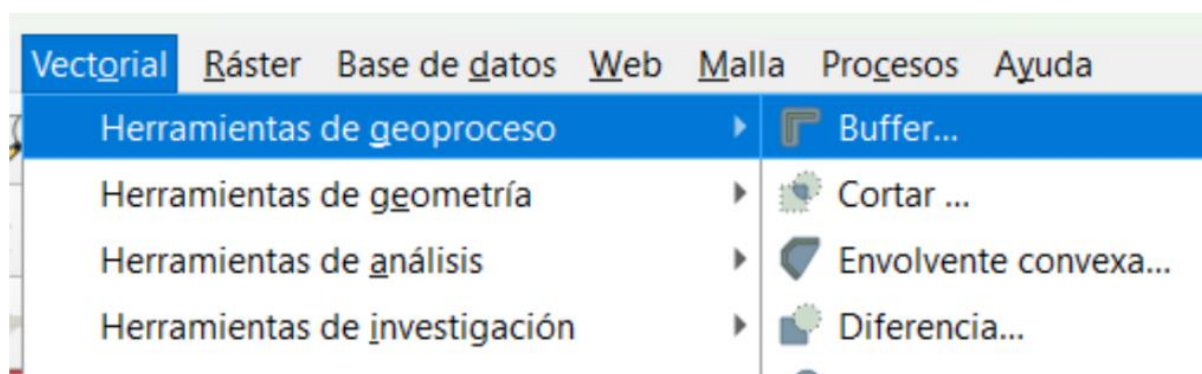 Vectorial Ráster Base de datos Web Malla Procesos Ayuda
Herramientas de geoproceso Buffer...
Herramientas de geometría Cortar ...
Herramientas de análisis Envolvente convexa...
Herramientas de investigación Diferencia...